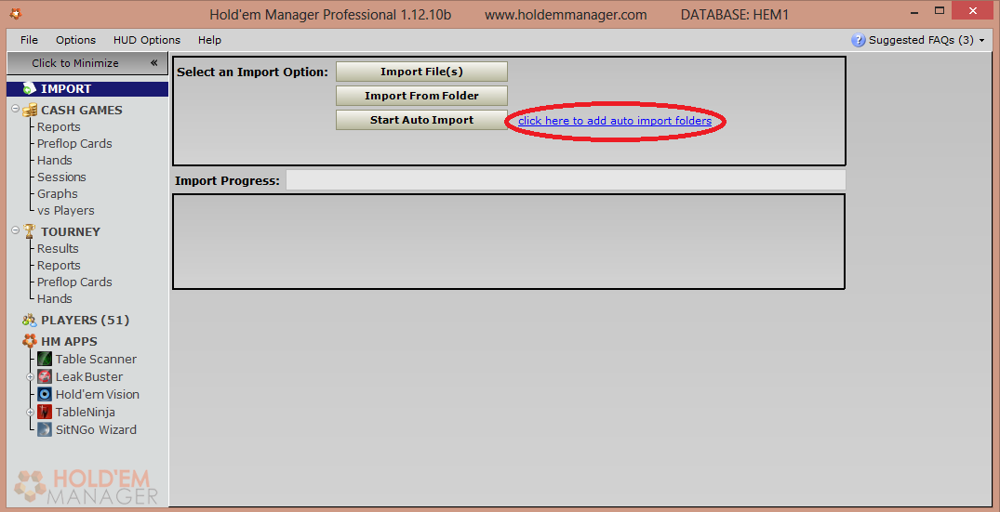 Hold'em Manager Professional 1.12.10b www.holdemmanager.com DATABASE: HEM1
File Options HUD Options Help Suggested FAQs (3)
Click to Minimize «
IMPORT
CASH GAMES
Reports
Preflop Cards
Hands
Sessions
Graphs
vs Players
TOURNEY
Results
Reports
Preflop Cards
Hands
PLAYERS (51)
HM APPS
Table Scanner
LeakBuster
Hold'em Vision
TableNinja
SitNGo Wizard
HOLD'EM
MANAGER
Select an Import Option: Import File(s)
Import From Folder
Start Auto Import click here to add auto import folders
Import Progress: